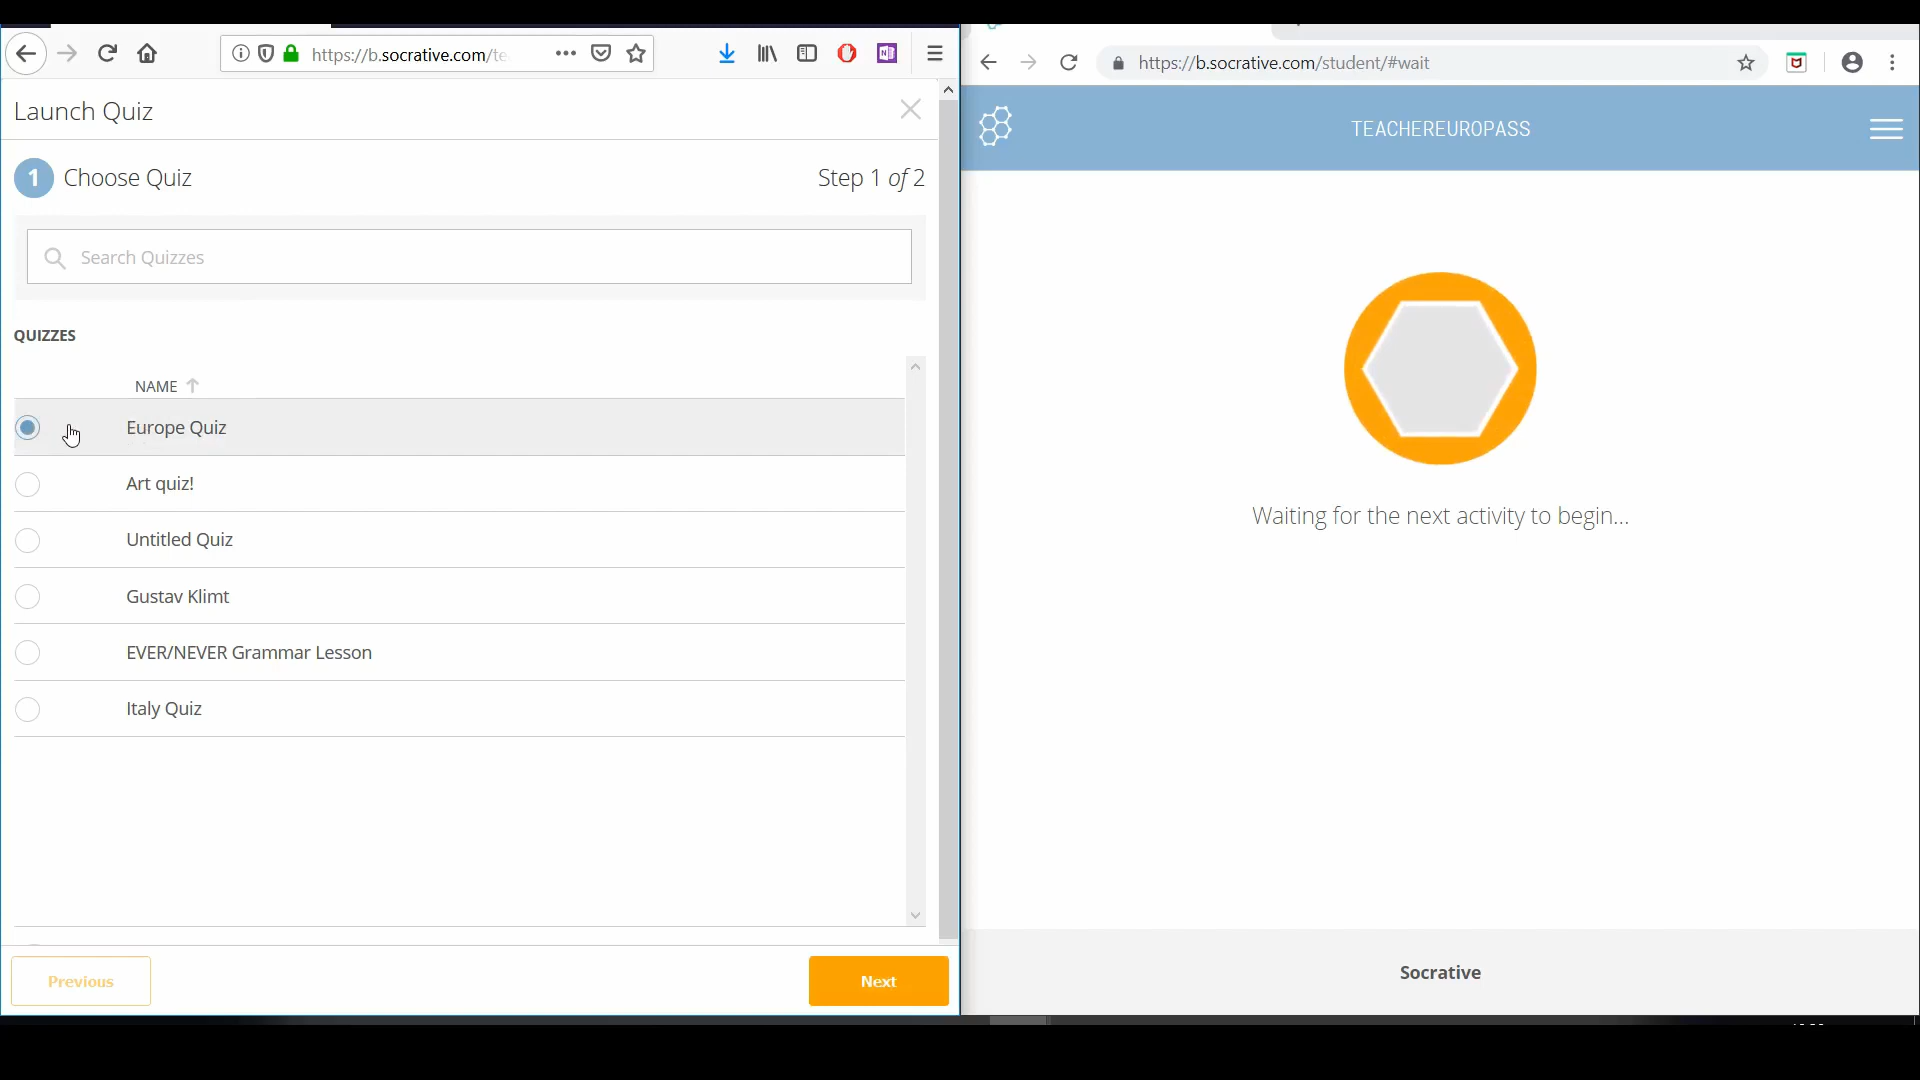 https://b.socrative.com/te
Launch Quiz
1 Choose Quiz
Step 1 of 2
Search Quizzes
QUIZZES
NAME
Europe Quiz
Art quiz!
Untitled Quiz
Gustav Klimt
EVER/NEVER Grammar Lesson
Italy Quiz
Previous
Next
https://b.socrative.com/student/#wait
TEACHEREUROPASS
Waiting for the next activity to begin...
Socrative